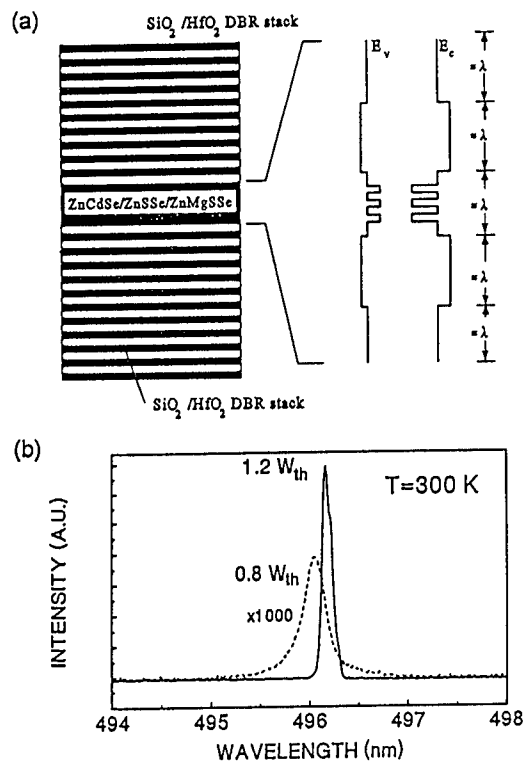 (a)
SiO2 /HfO2 DBR stack
ZnCdSe/ZnSSe/ZnMgSSe
SiO2 /HfO2 DBR stack
Ev
Ec
≈ λ
≈ λ
≈ λ
≈ λ
≈ λ
(b)
1.2 Wth
T=300 K
0.8 Wth
x1000
INTENSITY (A.U.)
494 495 496 497 498
WAVELENGTH (nm)